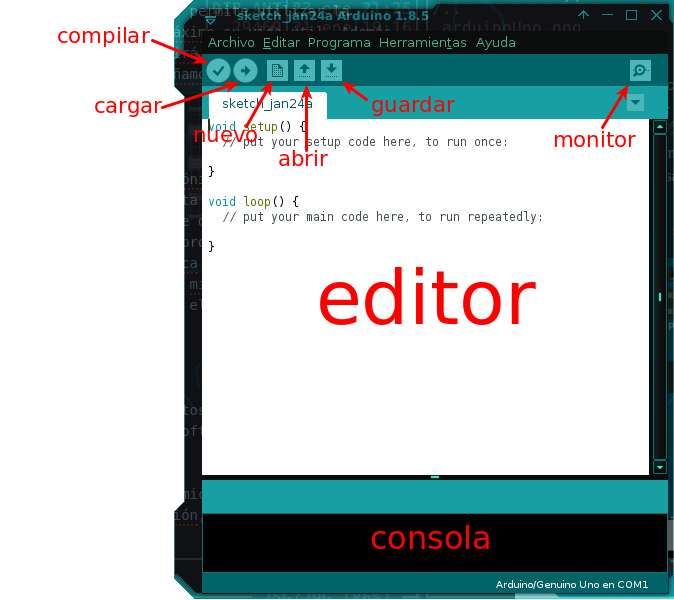 sketch_jan24a Arduino 1.8.5
Archivo Editar Programa Herramientas Ayuda
compilar
cargar
nuevo
abrir
guardar
monitor
sketch_jan24a
void setup() {
// put your setup code here, to run once:
}
void loop() {
// put your main code here, to run repeatedly:
}
editor
consola
Arduino/Genuino Uno en COM1